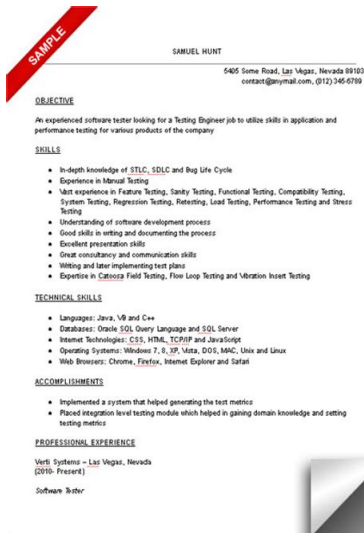 SAMPLE
SAMUEL HUNT
5405 Some Road, Las Vegas, Nevada 89103
contact@anymail.com, (912) 345-6789
OBJECTIVE
An experienced software tester looking for a Testing Engineer job to utilize skills in application and
performance testing for various products of the company
SKILLS
In-depth knowledge of STLC, SDLC and Bug Life Cycle
Experience in Manual Testing
Vast experience in Feature Testing, Sanity Testing, Functional Testing, Compatibility Testing,
System Testing, Regression Testing, Retesting, Load Testing, Performance Testing and Stress
Testing
Understanding of software development process
Good skills in writing and documenting the process
Excellent presentation skills
Great consultancy and communication skills
Writing and later implementing test plans
Expertise in Catoosa Field Testing, Flow Loop Testing and Vibration Insert Testing
TECHNICAL SKILLS
Languages: Java, VB and C++
Databases: Oracle SQL Query Language and SQL Server
Internet Technologies: CSS, HTML, TCP/IP and JavaScript
Operating Systems: Windows 7, 8, XP, Vista, DOS, MAC, Unix and Linux
Web Browsers: Chrome, Firefox, Internet Explorer and Safari
ACCOMPLISHMENTS
Implemented a system that helped generating the test metrics
Placed integration level testing module which helped in gaining domain knowledge and setting
testing metrics
PROFESSIONAL EXPERIENCE
Verti Systems – Las Vegas, Nevada
(2010- Present)
Software Tester